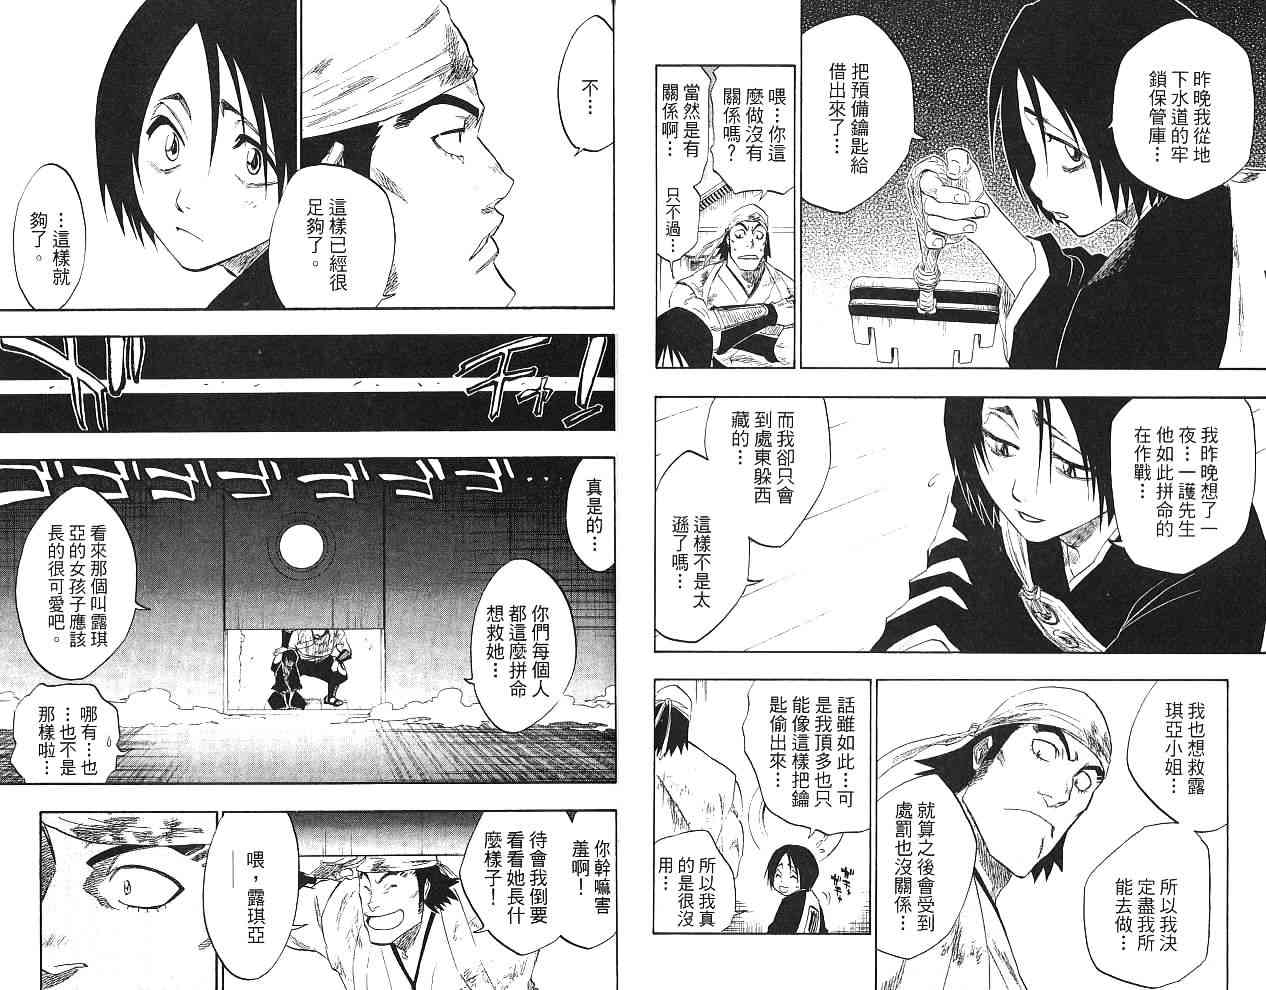 昨晚我從地
下水道的牢
鎖保管庫…
把預備鑰匙給
借出來了…
喂…你這
麼做沒有
關係嗎？
當然是有
關係啊…
只不過…
我昨晚想了一
夜…一護先生
他如此拼命的
在作戰…
而我卻只會
到處東躲西
藏的…
這樣不是太
遜了嗎…
我也想救露
琪亞小姐…
所以我決
定盡我所
能去做…
就算之後會受到
處罰也沒關係…
話雖如此…可
是我頂多也只
能像這樣把鑰
匙偷出來…
所以我真
的是很沒
用…
不…
這樣已經很
足夠了。
…這樣就
夠了。
真是的…
你們每個人
都這麼拼命
想救她…
看來那個叫露琪
亞的女孩子應該
長的很可愛吧。
哪有…也
…也不是
那樣啦…
你幹嘛害
羞啊！
待會我倒要
看看她長什
麼樣子！
喂，露琪亞
──